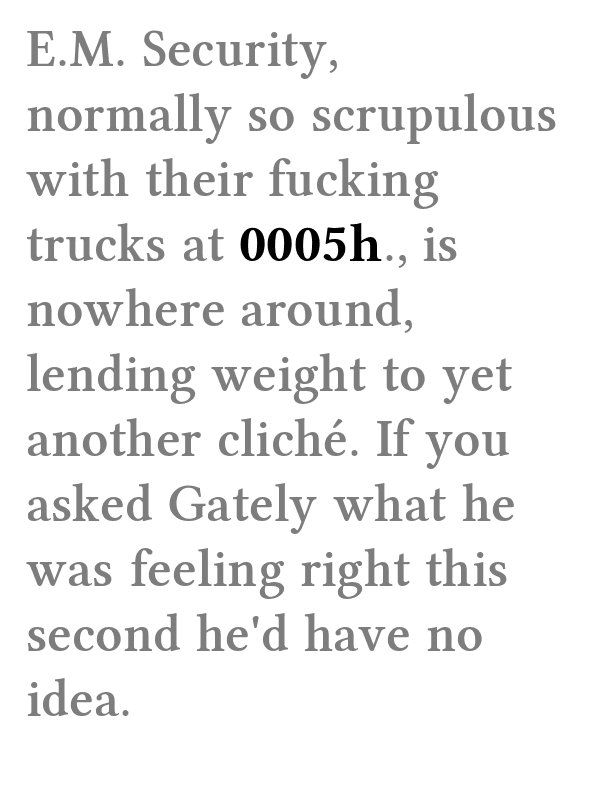 E.M. Security,
normally so scrupulous
with their fucking
trucks at 0005h., is
nowhere around,
lending weight to yet
another cliché. If you
asked Gately what he
was feeling right this
second he'd have no
idea.